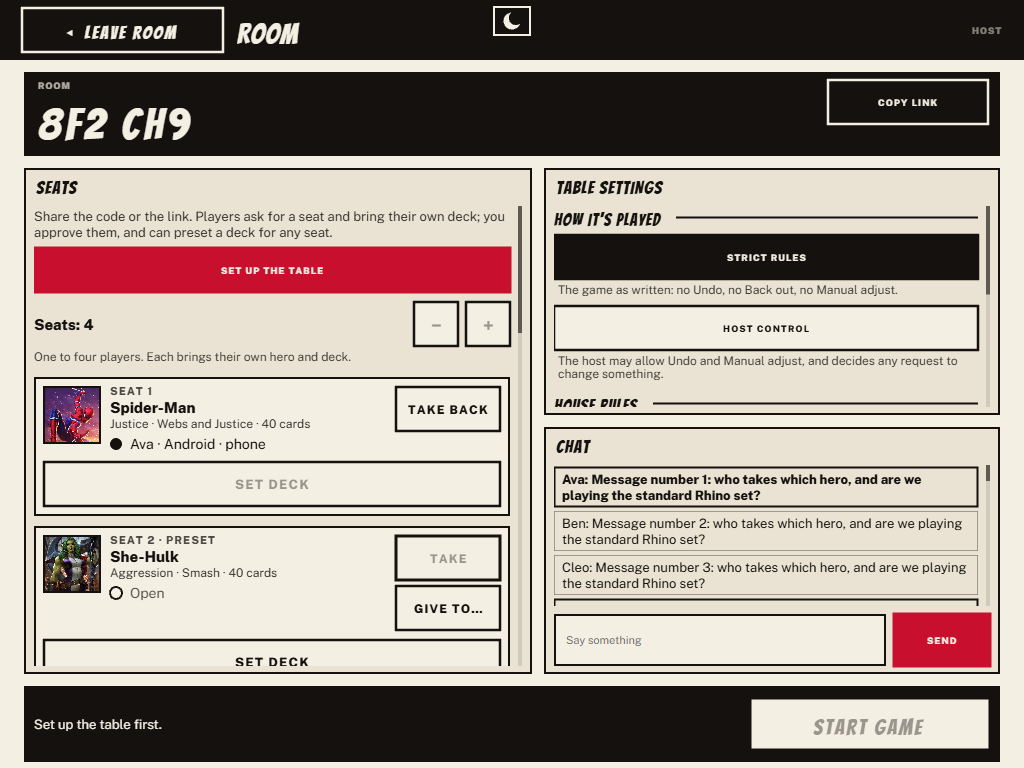 ◂ LEAVE ROOM
ROOM
HOST
ROOM
8F2 CH9
COPY LINK
SEATS
Share the code or the link. Players ask for a seat and bring their own deck; you
approve them, and can preset a deck for any seat.
SET UP THE TABLE
Seats: 4
−
+
One to four players. Each brings their own hero and deck.
SEAT 1
Spider-Man
Justice · Webs and Justice · 40 cards
Ava · Android · phone
TAKE BACK
SET DECK
SEAT 2 · PRESET
She-Hulk
Aggression · Smash · 40 cards
Open
TAKE
GIVE TO...
SET DECK
TABLE SETTINGS
HOW IT'S PLAYED
STRICT RULES
The game as written: no Undo, no Back out, no Manual adjust.
HOST CONTROL
The host may allow Undo and Manual adjust, and decides any request to
change something.
HOUSE RULES
CHAT
Ava: Message number 1: who takes which hero, and are we
playing the standard Rhino set?
Ben: Message number 2: who takes which hero, and are we playing
the standard Rhino set?
Cleo: Message number 3: who takes which hero, and are we playing
the standard Rhino set?
Say something
SEND
Set up the table first.
START GAME